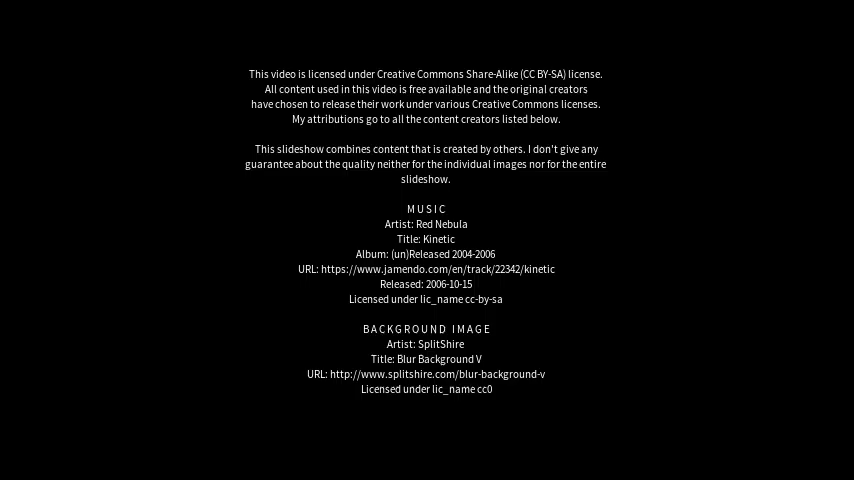 This video is licensed under Creative Commons Share-Alike (CC BY-SA) license.
All content used in this video is free available and the original creators
have chosen to release their work under various Creative Commons licenses.
My attributions go to all the content creators listed below.
This slideshow combines content that is created by others. I don't give any
guarantee about the quality neither for the individual images nor for the entire
slideshow.
MUSIC
Artist: Red Nebula
Title: Kinetic
Album: (un)Released 2004-2006
URL: https://www.jamendo.com/en/track/22342/kinetic
Released: 2006-10-15
Licensed under lic_name cc-by-sa
BACKGROUND IMAGE
Artist: SplitShire
Title: Blur Background V
URL: http://www.splitshire.com/blur-background-v
Licensed under lic_name cc0